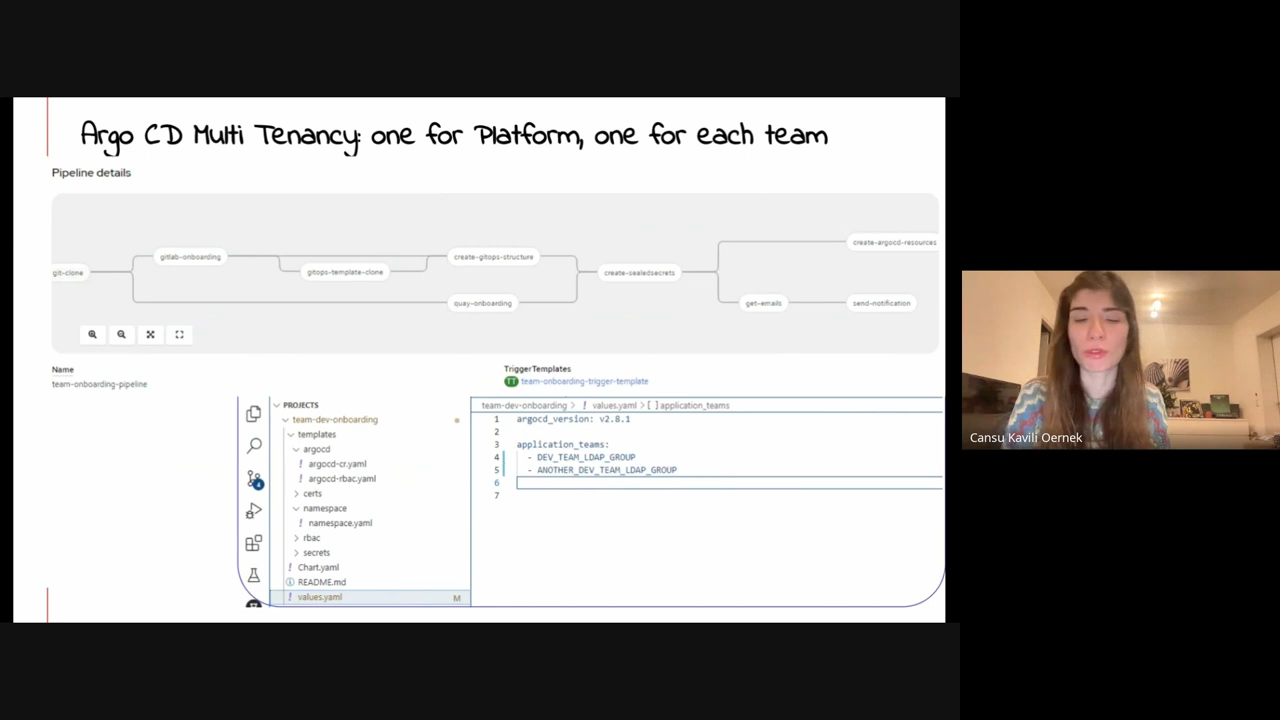 Argo CD Multi Tenancy: one for Platform, one for each team
Pipeline details
git-clone
gitlab-onboarding
gitops-template-clone
create-gitops-structure
quay-onboarding
create-sealedsecrets
create-argocd-resources
get-emails
send-notification
Name
team-onboarding-pipeline
TriggerTemplates
TT team-onboarding-trigger-template
PROJECTS
team-dev-onboarding
templates
argocd
! argocd-cr.yaml
! argocd-rbac.yaml
certs
namespace
! namespace.yaml
rbac
secrets
! Chart.yaml
README.md
! values.yaml M
4
team-dev-onboarding > ! values.yaml > [ ] application_teams
1 argocd_version: v2.8.1
2
3 application_teams:
4 - DEV_TEAM_LDAP_GROUP
5 - ANOTHER_DEV_TEAM_LDAP_GROUP
6
7
Cansu Kavili Oernek